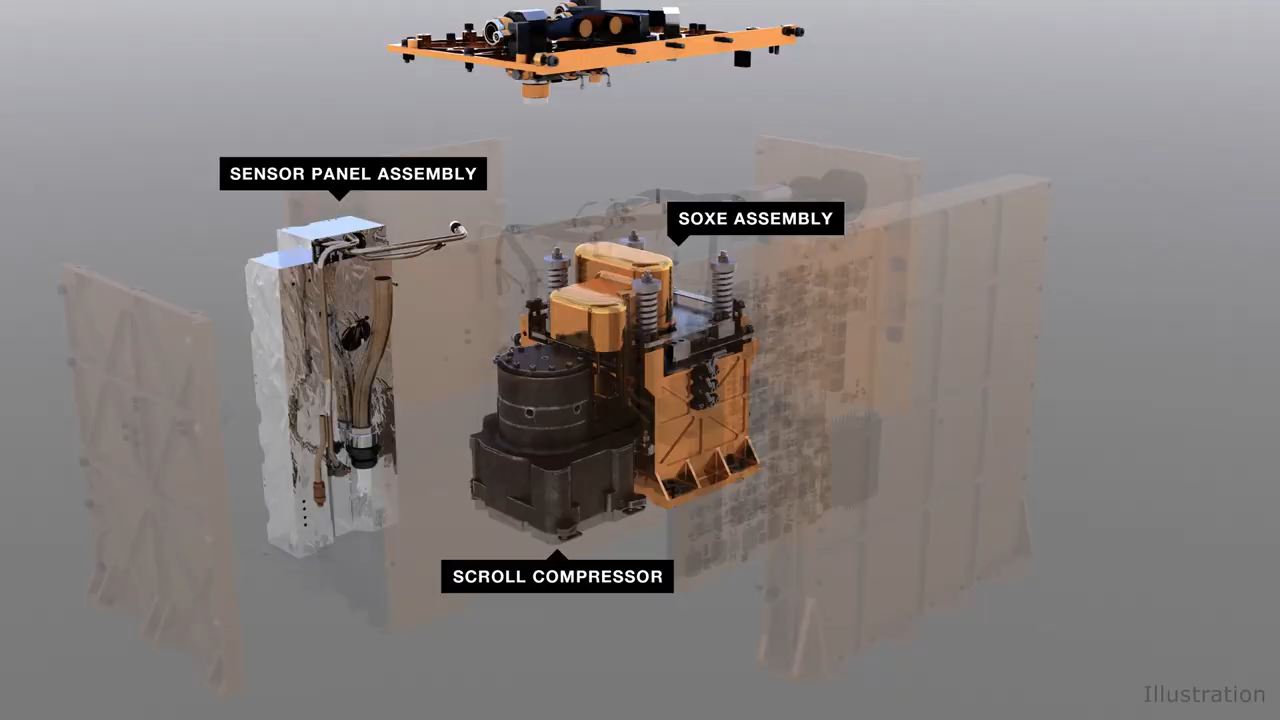 SENSOR PANEL ASSEMBLY
SOXE ASSEMBLY
SCROLL COMPRESSOR
Illustration